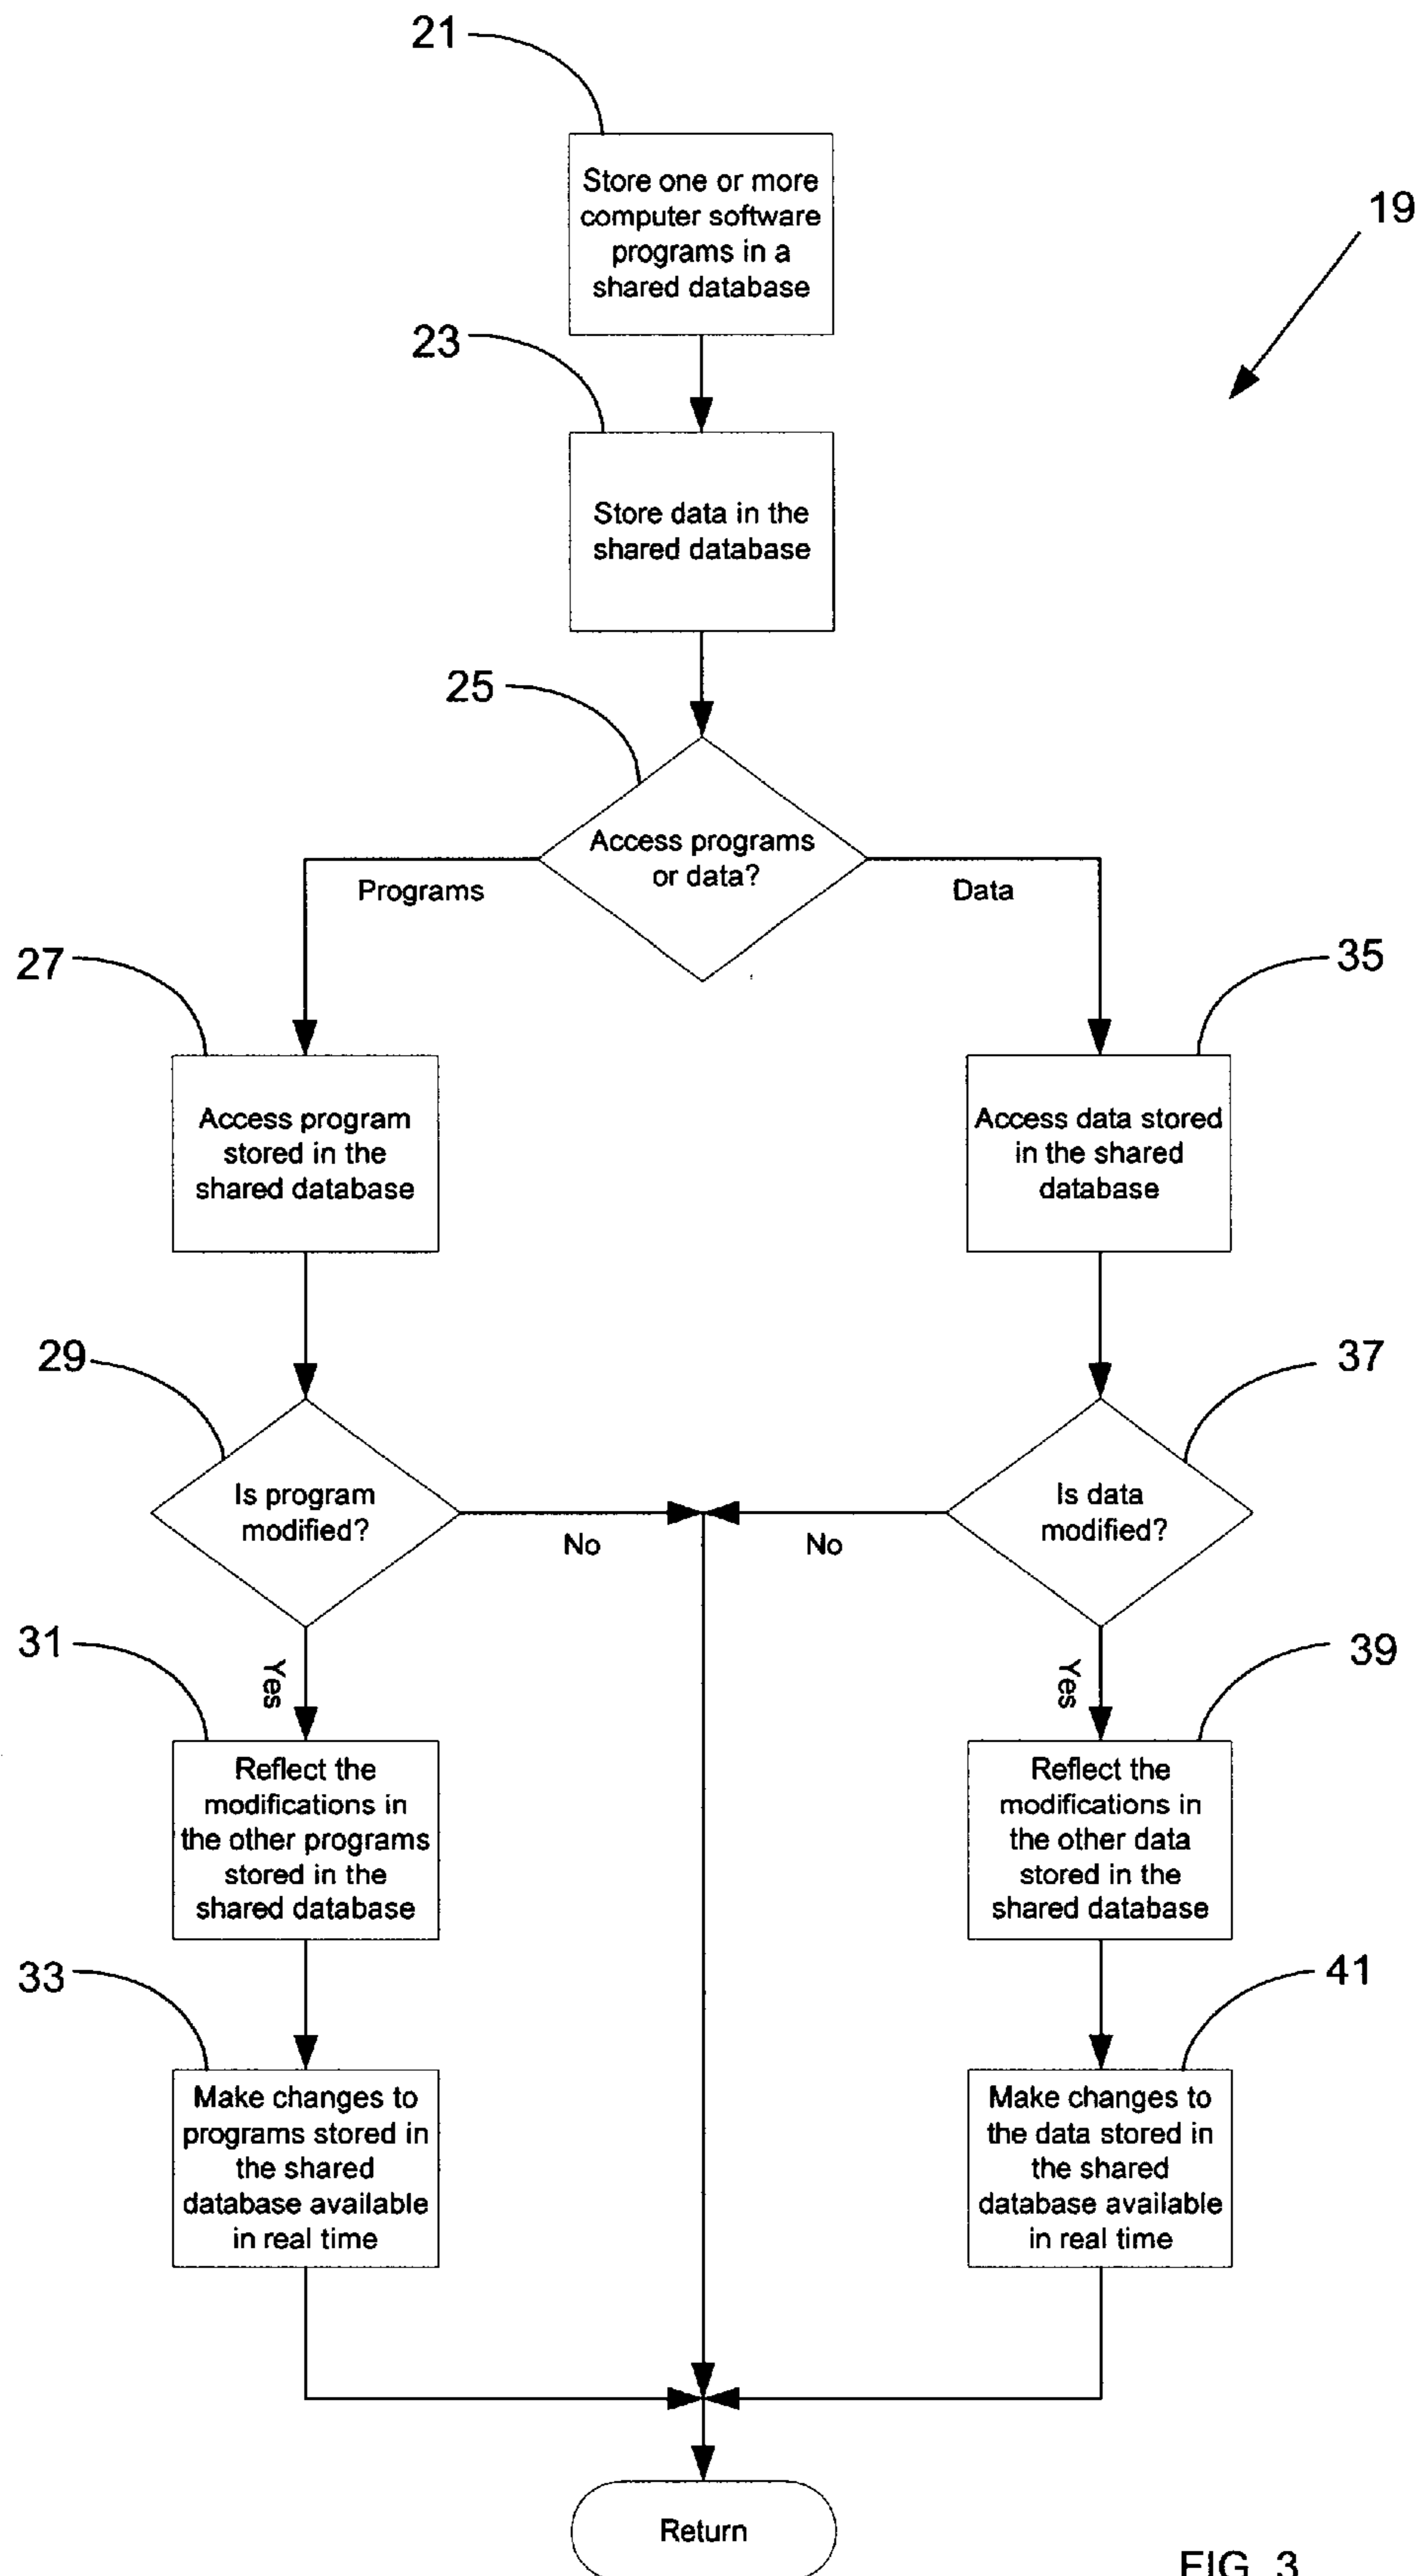 21
Store one or more
computer software
programs in a
shared database
19
23
Store data in the
shared database
25
Access programs
or data?
Programs
Data
27
35
Access program
stored in the
shared database
Access data stored
in the shared
database
29
37
Is program
modified?
No
No
Is data
modified?
31
Yes
Yes
39
Reflect the
modifications in
the other programs
stored in the
shared database
Reflect the
modifications in
the other data
stored in the
shared database
33
41
Make changes to
programs stored in
the shared
database available
in real time
Make changes to
the data stored in
the shared
database available
in real time
Return
FIG. 3